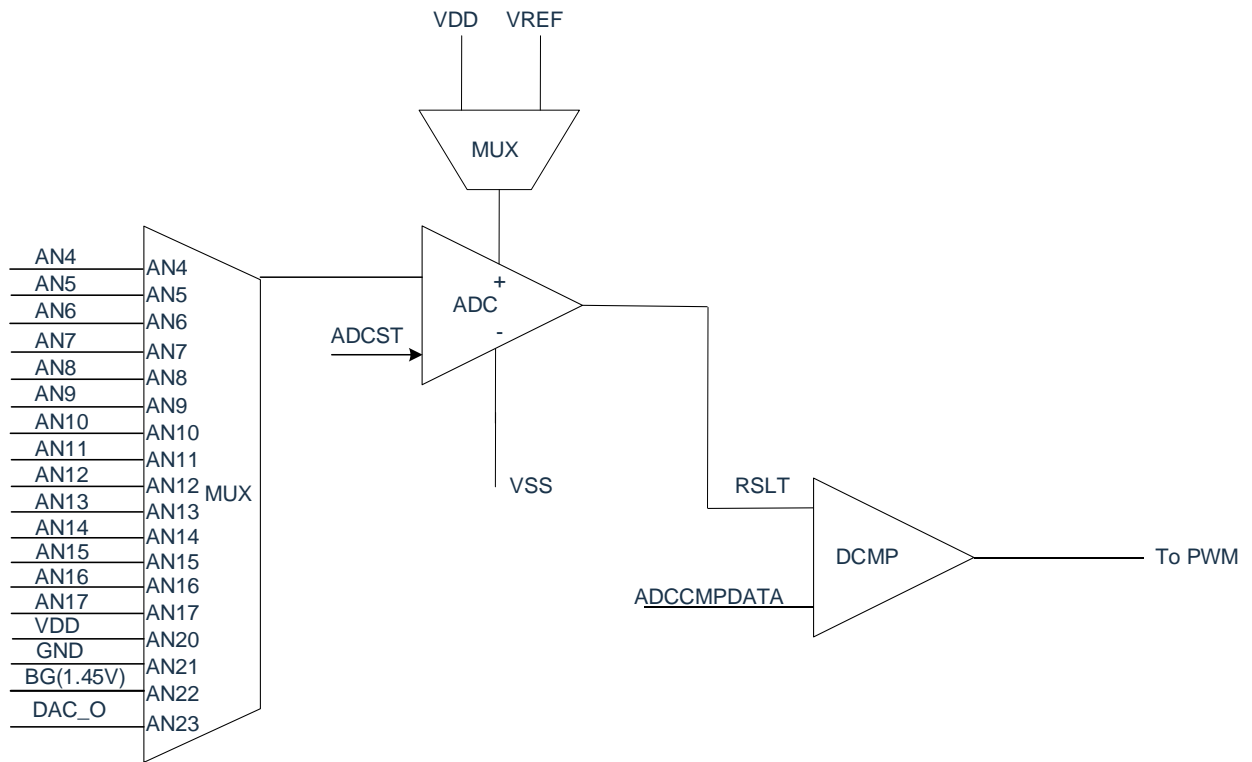 VDD VREF
MUX
AN4 AN4
AN5 AN5
AN6 AN6
AN7 AN7
AN8 AN8
AN9 AN9
AN10 AN10
AN11 AN11
AN12 AN12
AN13 AN13
AN14 AN14
AN15 AN15
AN16 AN16
AN17 AN17
VDD AN20
GND AN21
BG(1.45V) AN22
DAC_O AN23
MUX
+
ADC
-
ADCST
VSS
RSLT
DCMP
To PWM
ADCCMPDATA